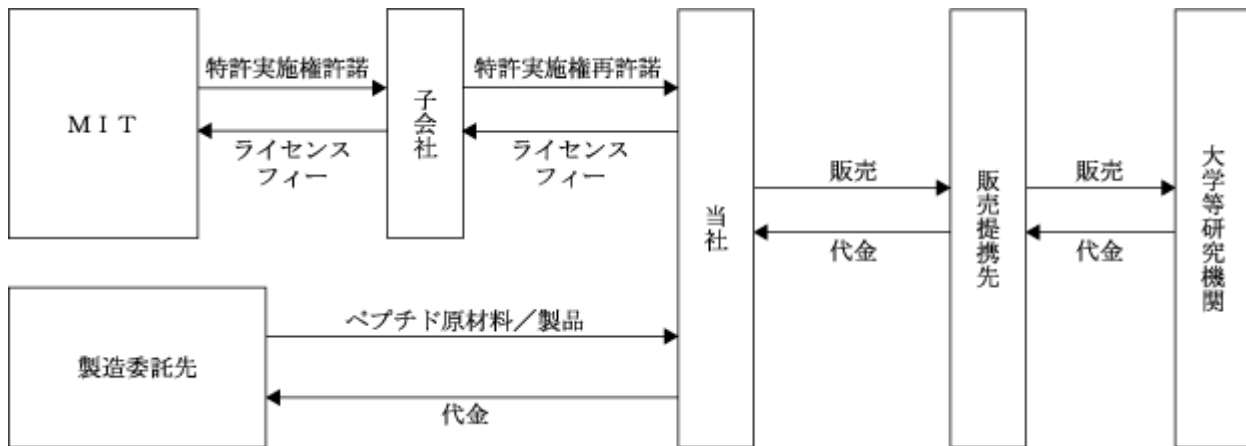 ＭＩＴ
特許実施権許諾
ライセンス
フィー
子会社
特許実施権再許諾
ライセンス
フィー
製造委託先
ペプチド原材料／製品
代金
当社
販売
代金
販売提携先
販売
代金
大学等研究機関